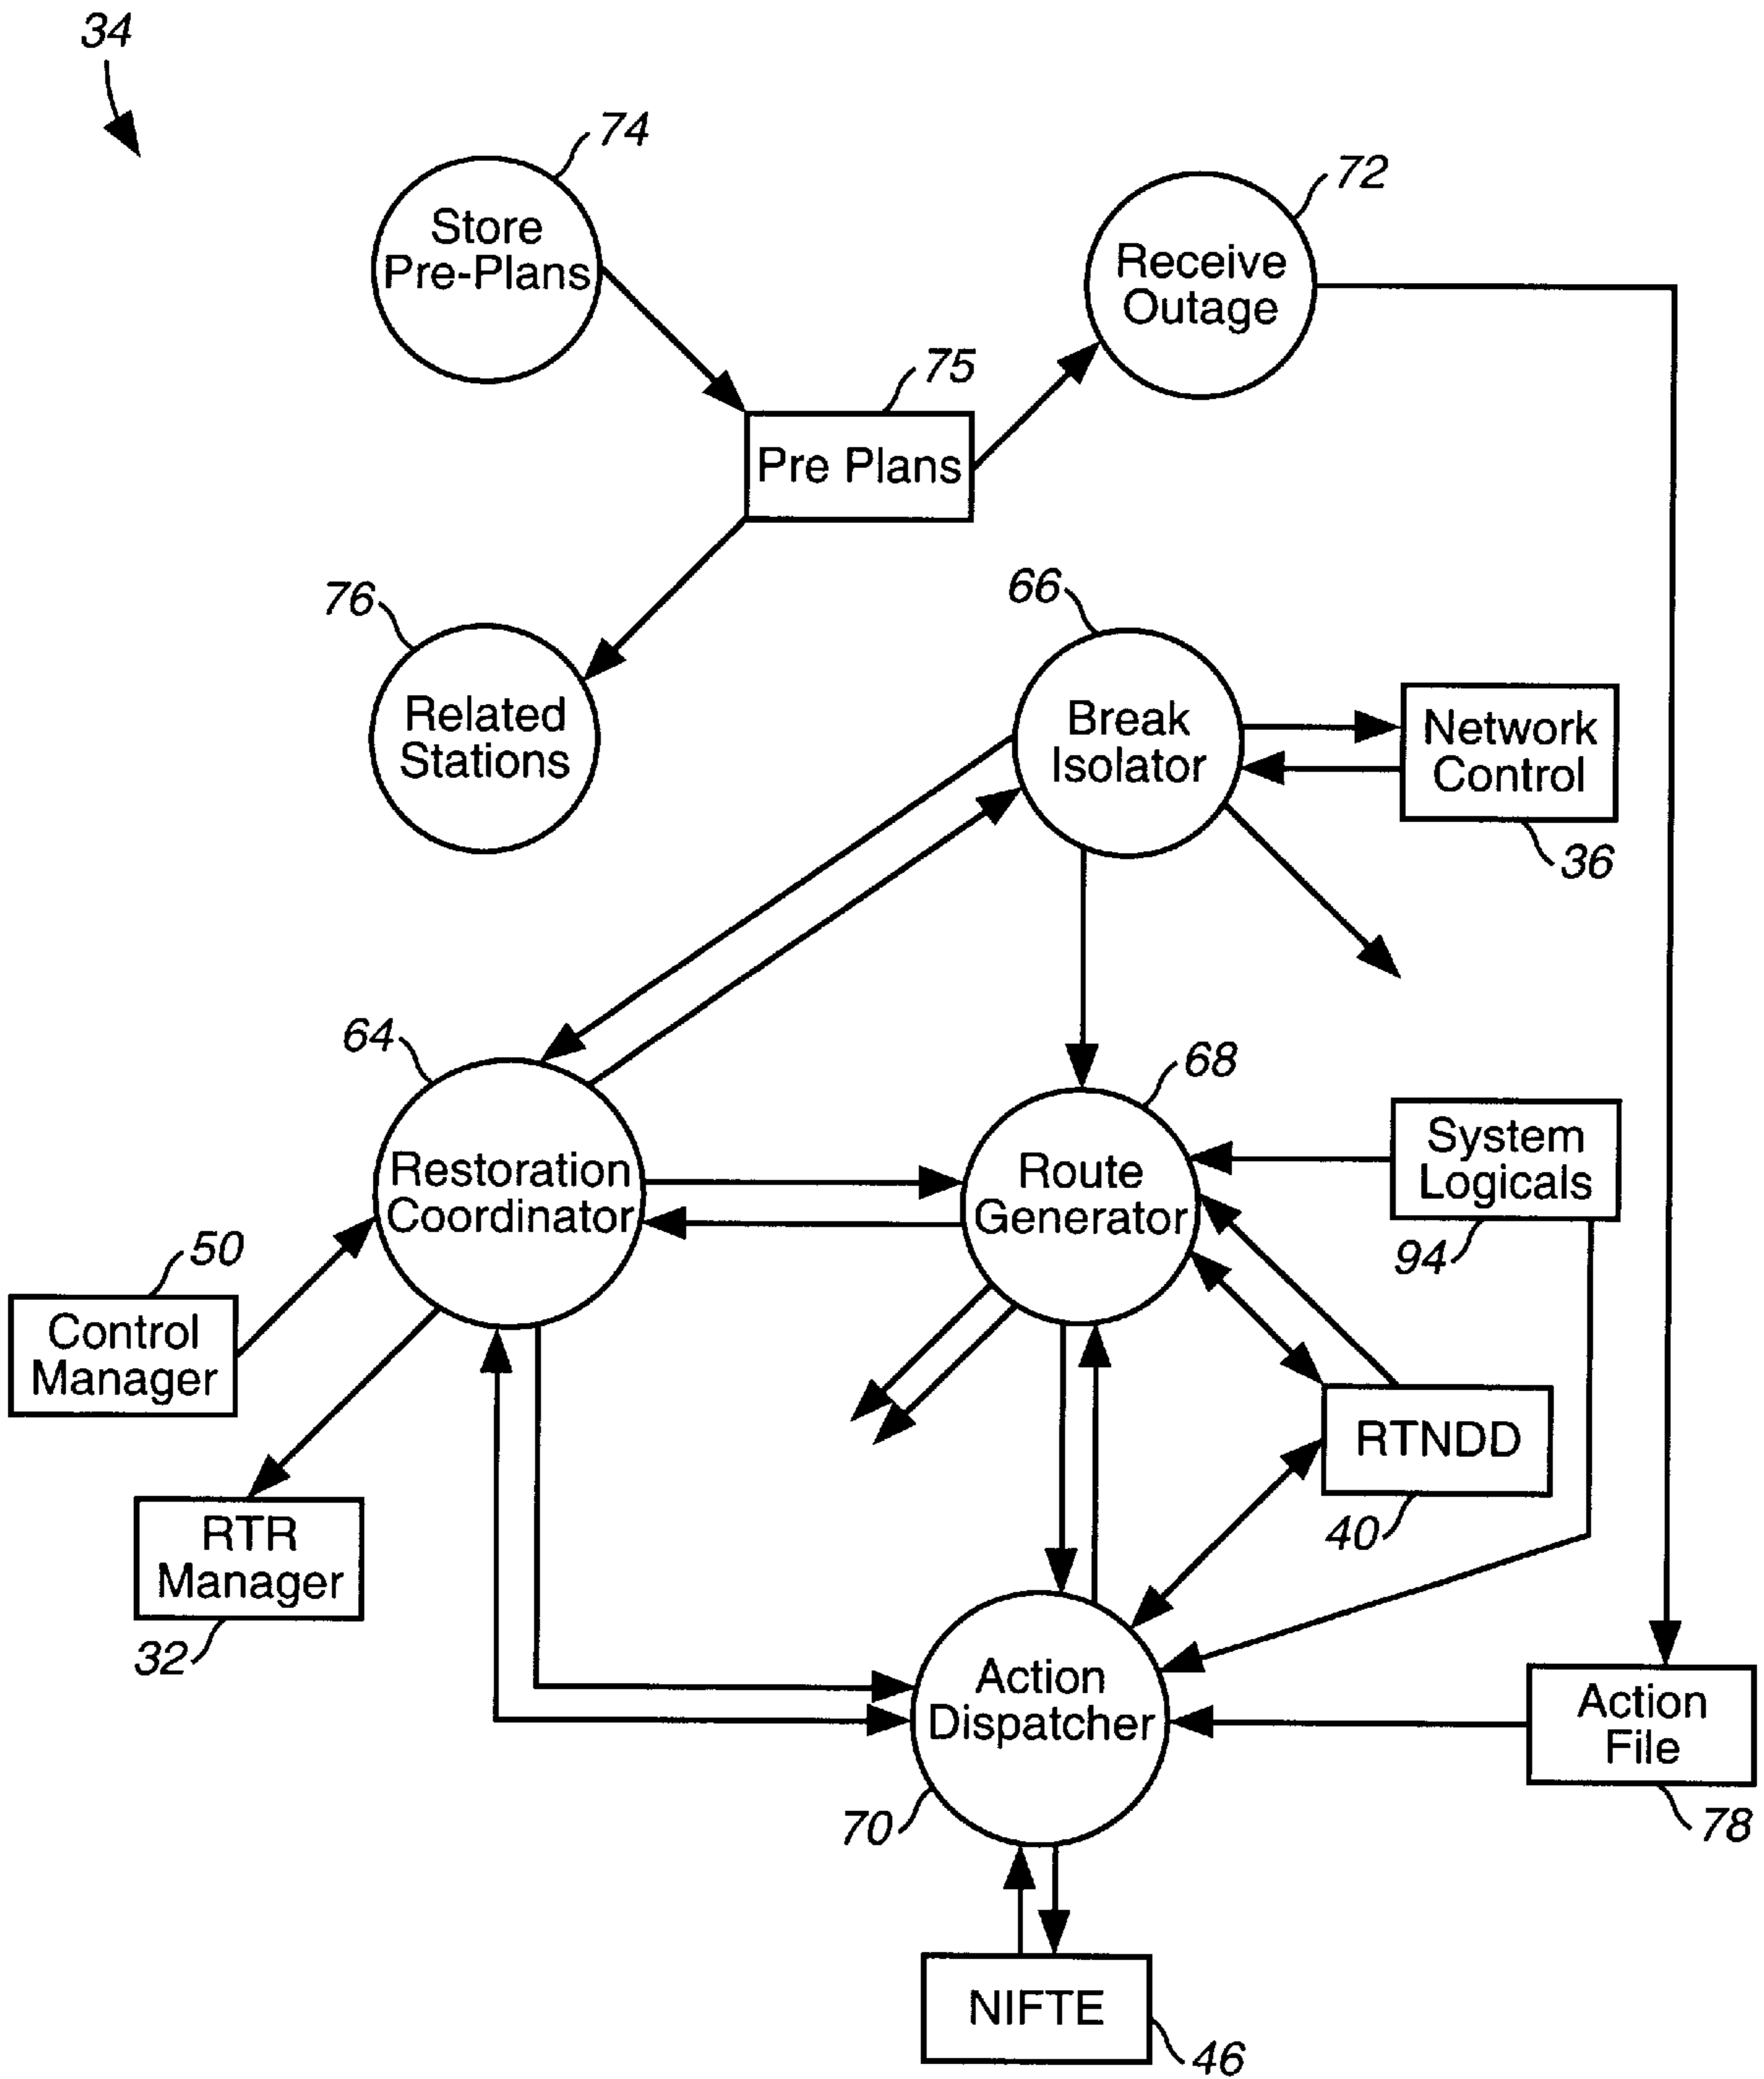 34
74
Store
Pre-Plans
72
Receive
Outage
75
Pre Plans
76
Related
Stations
66
Break
Isolator
Network
Control
36
64
Restoration
Coordinator
68
Route
Generator
System
Logicals
94
50
Control
Manager
RTNDD
40
RTR
Manager
32
Action
Dispatcher
70
Action
File
78
NIFTE
46